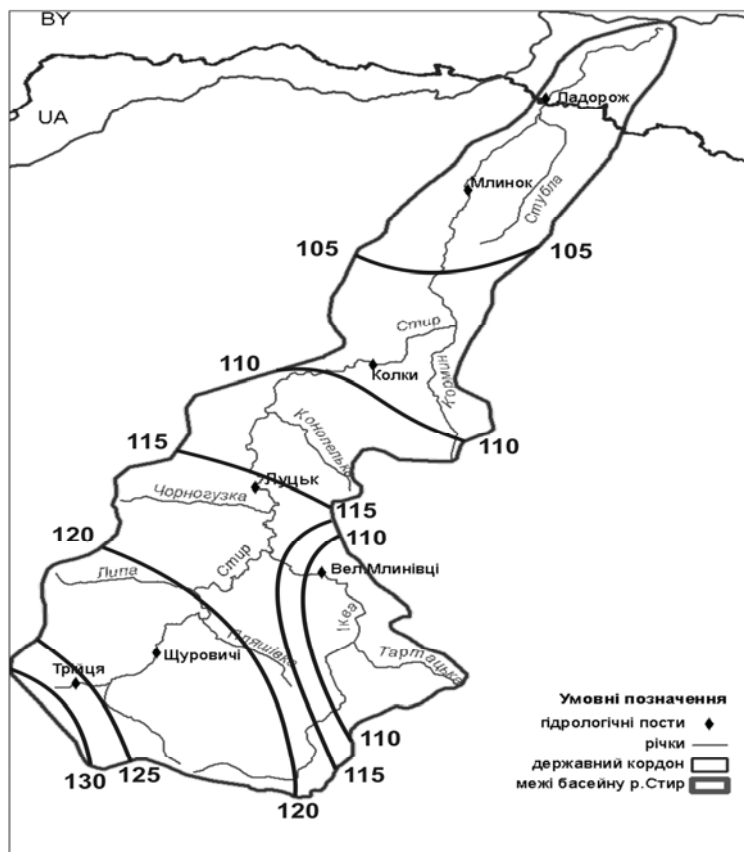 BY
Ладорож
UA
Млинок
Стубла
105
105
Стир
110
Колки
Кормин
Конопелька
110
115
Луцьк
Чорногузка
115
120
110
Стир
Вел.Млинівці
Липа
Іква
Пляшівка
Щуровичі
Тартацька
Трійця
Умовні позначення
гідрологічні пости
річки
110
державний кордон
130
125
115
межі басейну р.Стир
120